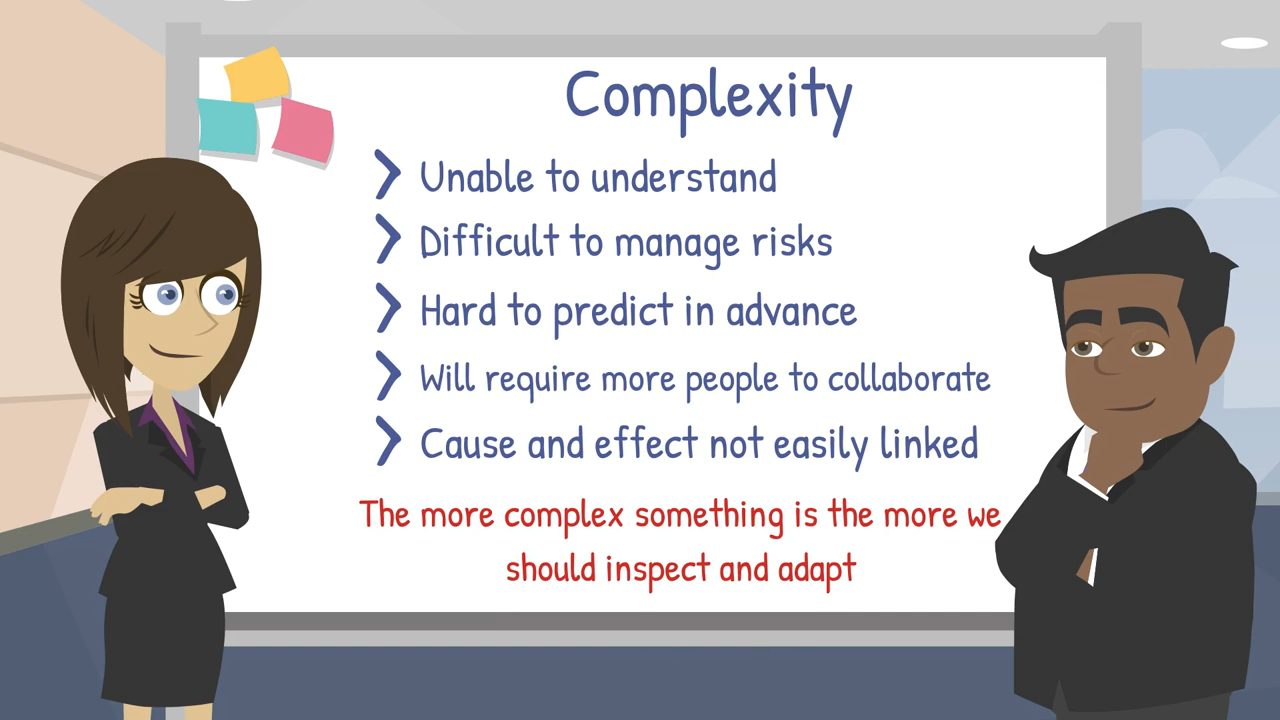 Complexity
Unable to understand
Difficult to manage risks
Hard to predict in advance
Will require more people to collaborate
Cause and effect not easily linked
The more complex something is the more we
should inspect and adapt